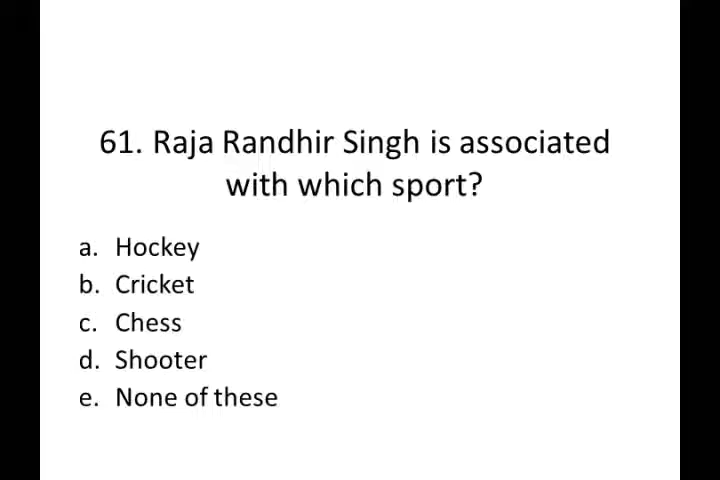 61. Raja Randhir Singh is associated
with which sport?
a. Hockey
b. Cricket
c. Chess
d. Shooter
e. None of these